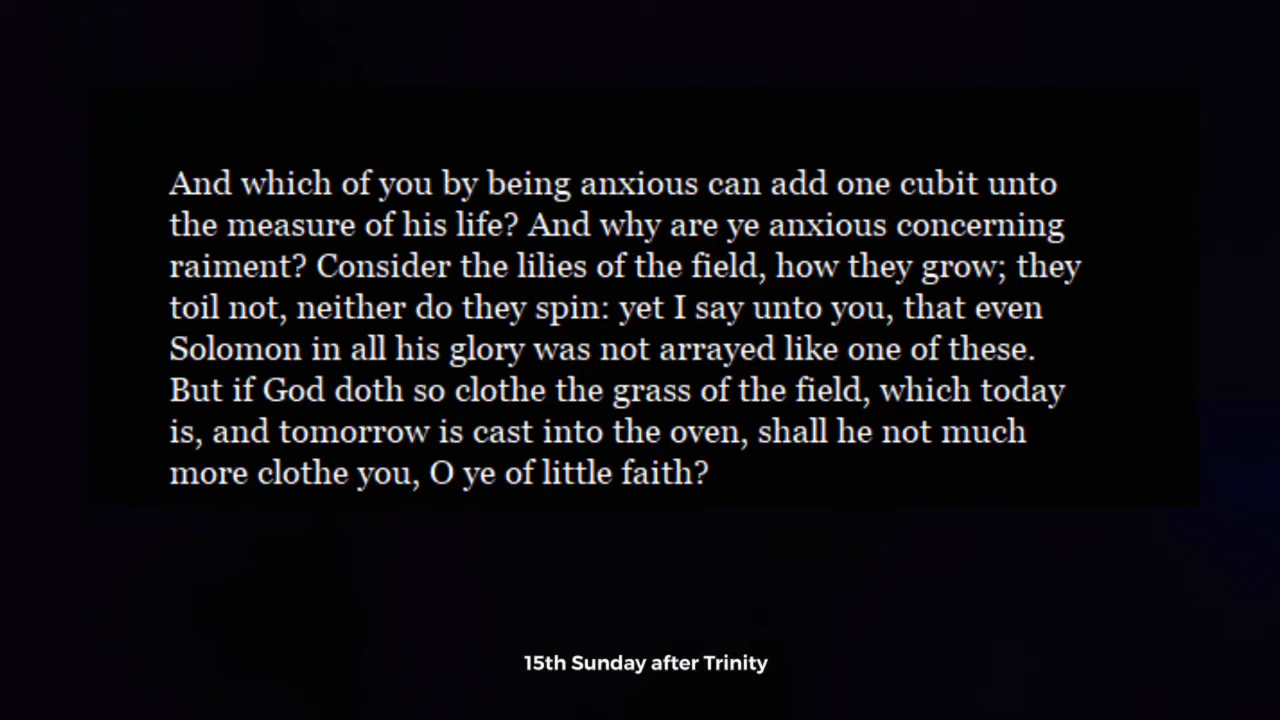 And which of you by being anxious can add one cubit unto
the measure of his life? And why are ye anxious concerning
raiment? Consider the lilies of the field, how they grow; they
toil not, neither do they spin: yet I say unto you, that even
Solomon in all his glory was not arrayed like one of these.
But if God doth so clothe the grass of the field, which today
is, and tomorrow is cast into the oven, shall he not much
more clothe you, O ye of little faith?
15th Sunday after Trinity